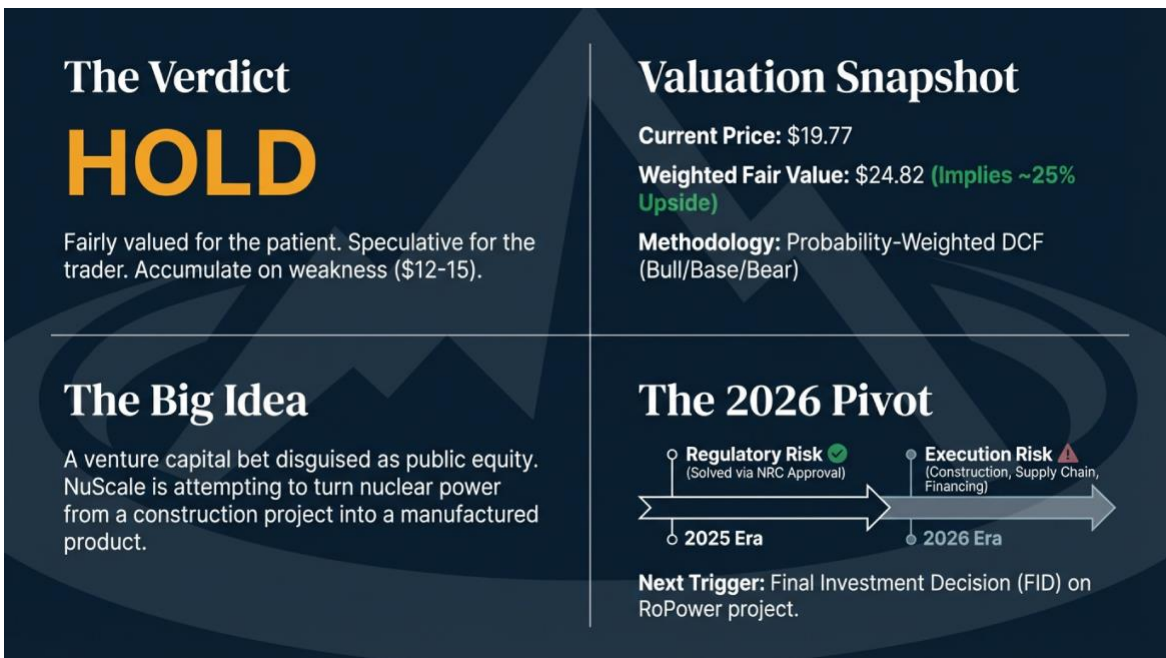 The Verdict
HOLD
Fairly valued for the patient. Speculative for the
trader. Accumulate on weakness ($12-15).
Valuation Snapshot
Current Price: $19.77
Weighted Fair Value: $24.82 (Implies ~25%
Upside)
Methodology: Probability-Weighted DCF
(Bull/Base/Bear)
The Big Idea
A venture capital bet disguised as public equity.
NuScale is attempting to turn nuclear power
from a construction project into a manufactured
product.
The 2026 Pivot
Regulatory Risk
(Solved via NRC Approval)
2025 Era
Execution Risk
(Construction, Supply Chain,
Financing)
2026 Era
Next Trigger: Final Investment Decision (FID) on
RoPower project.